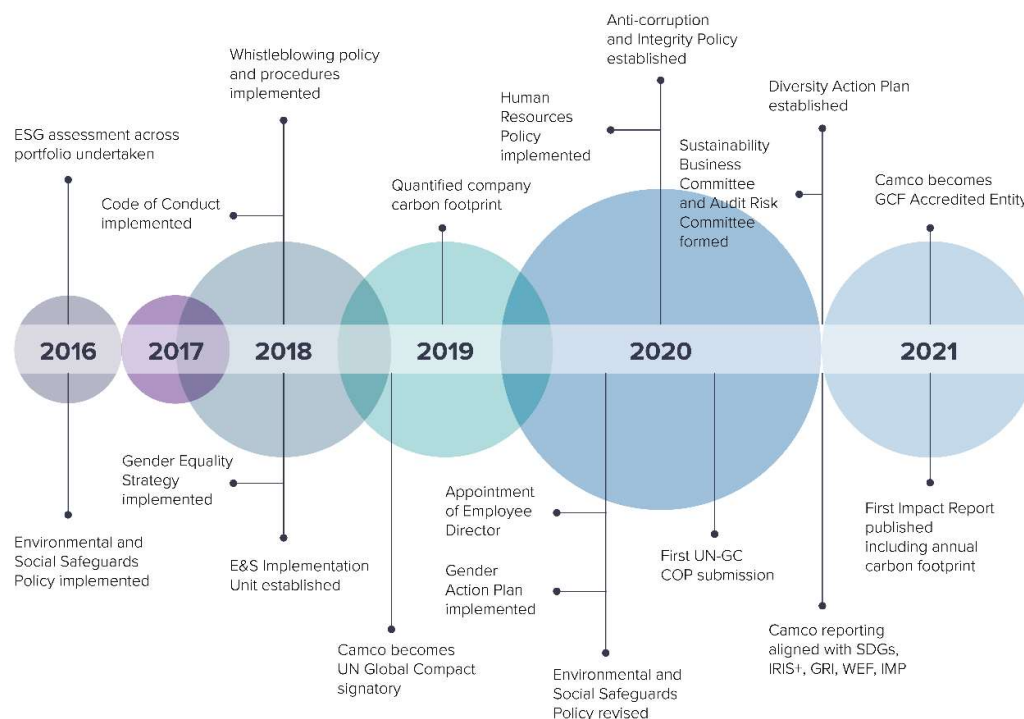 Anti-corruption
and Integrity Policy
established
Whistleblowing policy
and procedures
implemented
Diversity Action Plan
established
Human
Resources
Policy
implemented
ESG assessment across
portfolio undertaken
Sustainability
Business
Committee
and Audit Risk
Committee
formed
Quantified company
carbon footprint
Camco becomes
GCF Accredited Entity
Code of Conduct
implemented
2016
2017
2018
2019
2020
2021
Gender Equality
Strategy
implemented
Appointment
of Employee
Director
First Impact Report
published
including annual
carbon footprint
Environmental and
Social Safeguards
Policy implemented
E&S Implementation
Unit established
First UN-GC
COP submission
Gender
Action Plan
implemented
Camco becomes
UN Global Compact
signatory
Camco reporting
aligned with SDGs,
IRIS+, GRI, WEF, IMP
Environmental and
Social Safeguards
Policy revised